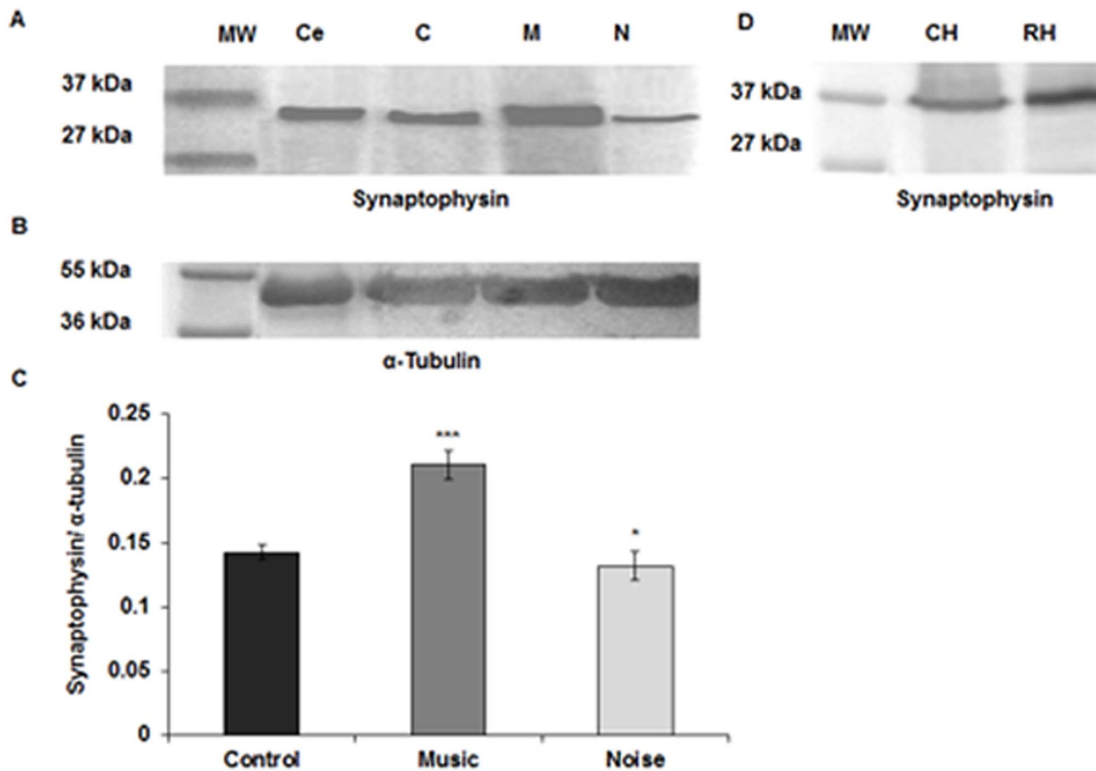 A
MW Ce C M N
37 kDa
27 kDa
Synaptophysin
D
MW CH RH
37 kDa
27 kDa
Synaptophysin
B
55 kDa
36 kDa
α-Tubulin
C
Synaptophysin/ α-tubulin
0.25
0.2
0.15
0.1
0.05
0
***
*
Control Music Noise